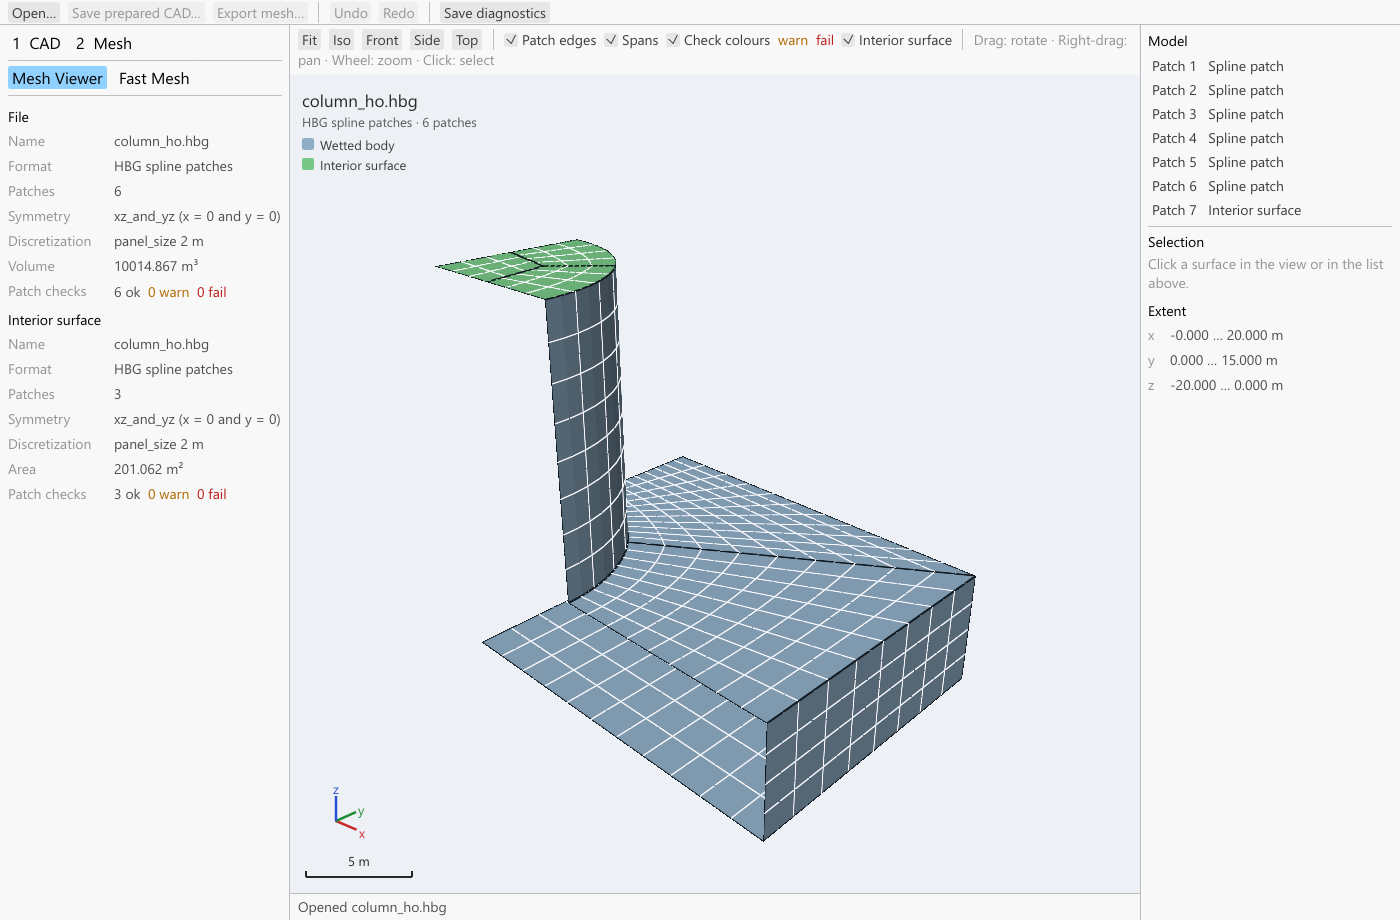 Open... Save prepared CAD... Export mesh... Undo Redo Save diagnostics
1 CAD 2 Mesh
Mesh Viewer Fast Mesh
File
Name column_ho.hbg
Format HBG spline patches
Patches 6
Symmetry xz_and_yz (x = 0 and y = 0)
Discretization panel_size 2 m
Volume 10014.867 m³
Patch checks 6 ok 0 warn 0 fail
Interior surface
Name column_ho.hbg
Format HBG spline patches
Patches 3
Symmetry xz_and_yz (x = 0 and y = 0)
Discretization panel_size 2 m
Area 201.062 m²
Patch checks 3 ok 0 warn 0 fail
Fit Iso Front Side Top Patch edges Spans Check colours warn fail Interior surface Drag: rotate · Right-drag:
pan · Wheel: zoom · Click: select
column_ho.hbg
HBG spline patches · 6 patches
Wetted body
Interior surface
z
y
x
5 m
Opened column_ho.hbg
Model
Patch 1 Spline patch
Patch 2 Spline patch
Patch 3 Spline patch
Patch 4 Spline patch
Patch 5 Spline patch
Patch 6 Spline patch
Patch 7 Interior surface
Selection
Click a surface in the view or in the list
above.
Extent
x -0.000 ... 20.000 m
y 0.000 ... 15.000 m
z -20.000 ... 0.000 m